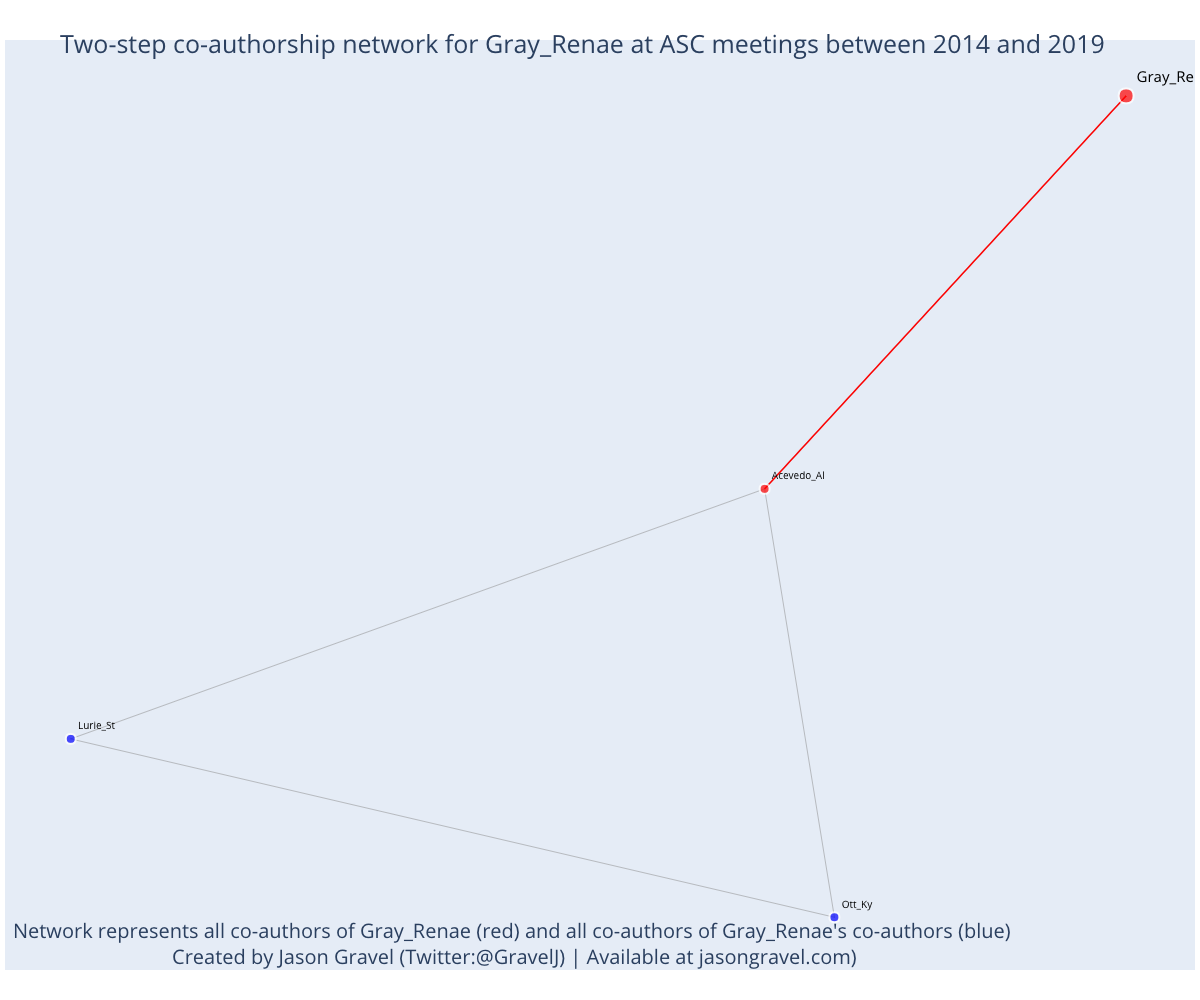 Two-step co-authorship network for Gray_Renae at ASC meetings between 2014 and 2019
Gray_Re
Acevedo_Al
Lurie_St
Ott_Ky
Network represents all co-authors of Gray_Renae (red) and all co-authors of Gray_Renae's co-authors (blue)
Created by Jason Gravel (Twitter:@GravelJ) | Available at jasongravel.com)